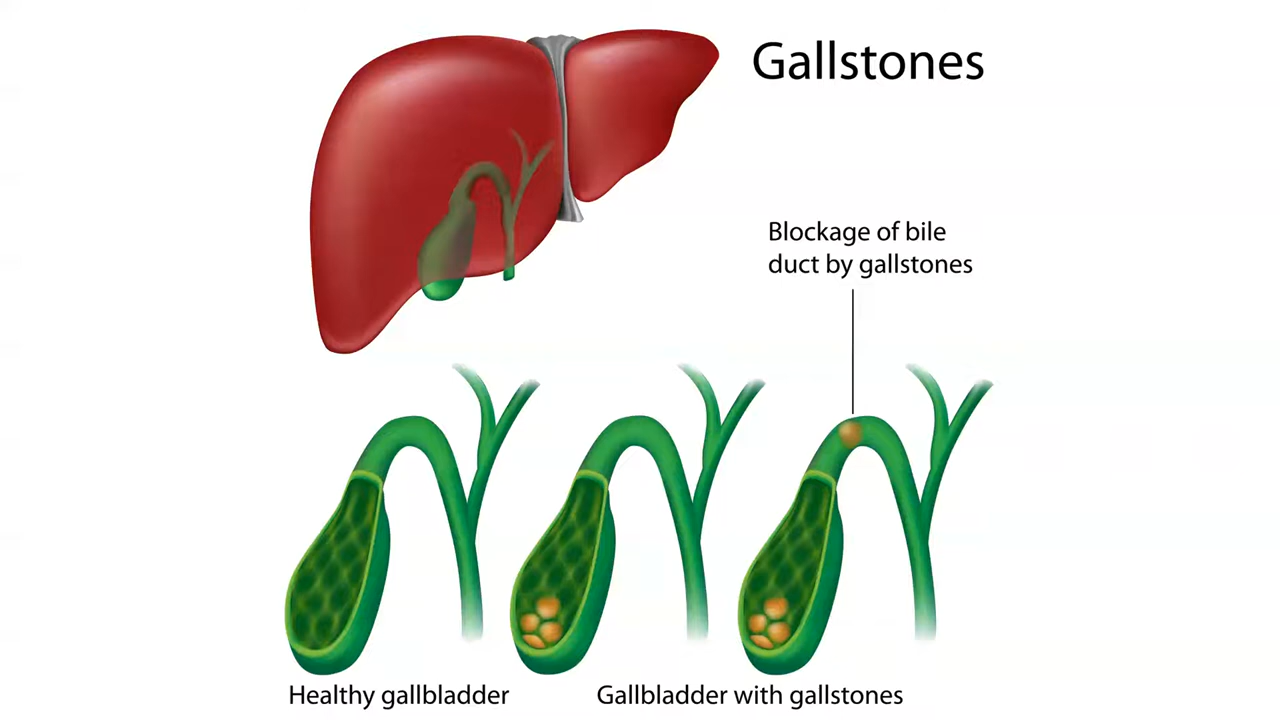 Gallstones
Blockage of bile
duct by gallstones
Healthy gallbladder
Gallbladder with gallstones